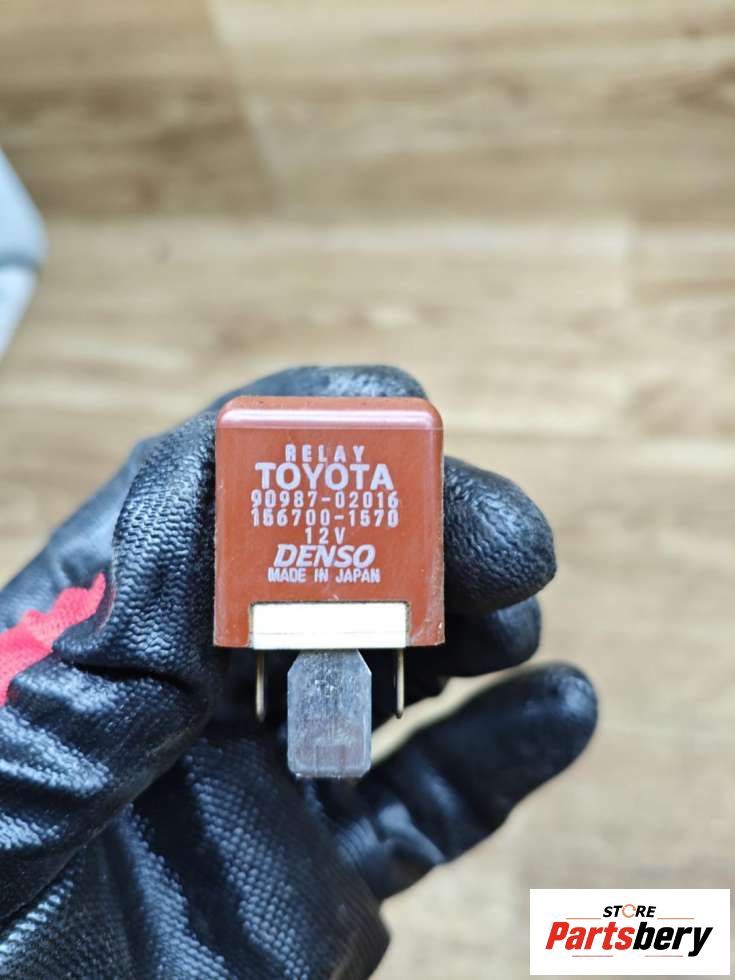 RELAY
TOYOTA
90987-02016
156700-1570
12V
DENSO
MADE IN JAPAN
STORE
Partsbery